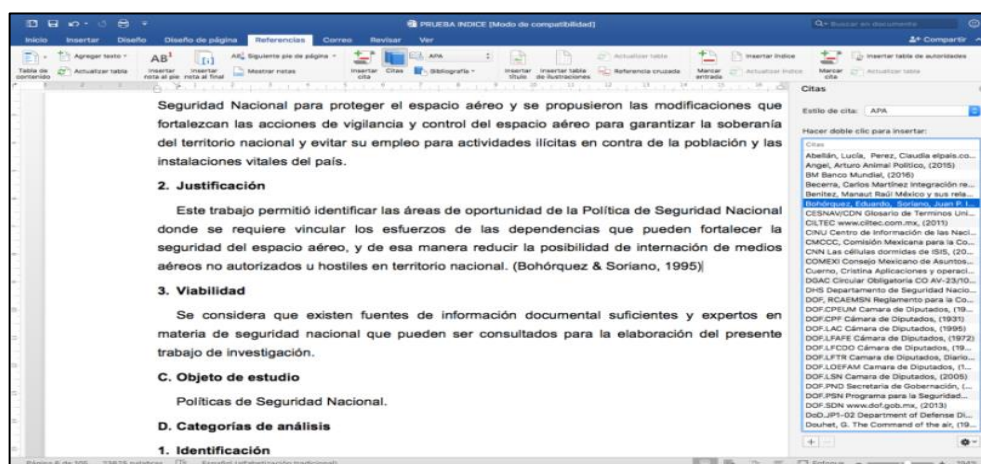 PRUEBA INDICE [Modo de compatibilidad]
Buscar en documento
Inicio Insertar Diseño Diseño de página Referencias Correo Revisar Ver
Compartir
Tabla de contenido
Agregar texto
Actualizar tabla
AB¹
Insertar nota al pie
[i]
Insertar nota al final
Siguiente pie de página
Mostrar notas
Insertar cita
Citas
APA
Bibliografía
Insertar título
Insertar tabla de ilustraciones
Actualizar tabla
Referencia cruzada
Marcar entrada
Insertar índice
Actualizar índice
Marcar cita
Insertar tabla de autoridades
Actualizar tabla
Seguridad Nacional para proteger el espacio aéreo y se propusieron las modificaciones que
fortalezcan las acciones de vigilancia y control del espacio aéreo para garantizar la soberanía
del territorio nacional y evitar su empleo para actividades ilícitas en contra de la población y las
instalaciones vitales del país.
2. Justificación
Este trabajo permitió identificar las áreas de oportunidad de la Política de Seguridad Nacional
donde se requiere vincular los esfuerzos de las dependencias que pueden fortalecer la
seguridad del espacio aéreo, y de esa manera reducir la posibilidad de internación de medios
aéreos no autorizados u hostiles en territorio nacional. (Bohórquez & Soriano, 1995)
3. Viabilidad
Se considera que existen fuentes de información documental suficientes y expertos en
materia de seguridad nacional que pueden ser consultados para la elaboración del presente
trabajo de investigación.
C. Objeto de estudio
Políticas de Seguridad Nacional.
D. Categorías de análisis
1. Identificación
Citas
Estilo de cita: APA
Hacer doble clic para insertar:
Citas
Abellán, Lucía, Perez, Claudia elpais.co...
Angel, Arturo Animal Político, (2015)
BM Banco Mundial, (2016)
Becerra, Carlos Martínez Integración re...
Benitez, Manaut Raúl México y sus rela...
Bohórquez, Eduardo, Soriano, Juan P. I...
CESNAV/CDN Glosario de Terminos Uni...
CILTEC www.ciltec.com.mx, (2011)
CINU Centro de Información de las Naci...
CMCCC, Comisión Mexicana para la Co...
CNN Las células dormidas de ISIS, (20...
COMEXI Consejo Mexicano de Asuntos...
Cuerno, Cristina Aplicaciones y operaci...
DGAC Circular Obligatoria CO AV-23/10...
DHS Departamento de Seguridad Nacio...
DOF, RCAEMSN Reglamento para la Co...
DOF.CPEUM Camara de Diputados, (19...
DOF.CPF Cámara de Diputados, (1931)
DOF.LAC Cámara de Diputados, (1995)
DOF.LFAFE Cámara de Diputados, (1972)
DOF.LFCDO Cámara de Diputados, (19...
DOF.LFTR Camara de Diputados, Diario...
DOF.LOEFAM Camara de Diputados, (1...
DOF.LSN Camara de Diputados, (2005)
DOF.PND Secretaría de Gobernación, (...
DOF.PSN Programa para la Seguridad...
DOF.SDN www.dof.gob.mx, (2013)
DoD.JP1-02 Department of Defense Di...
Douhet, G. The Command of the air, (19...